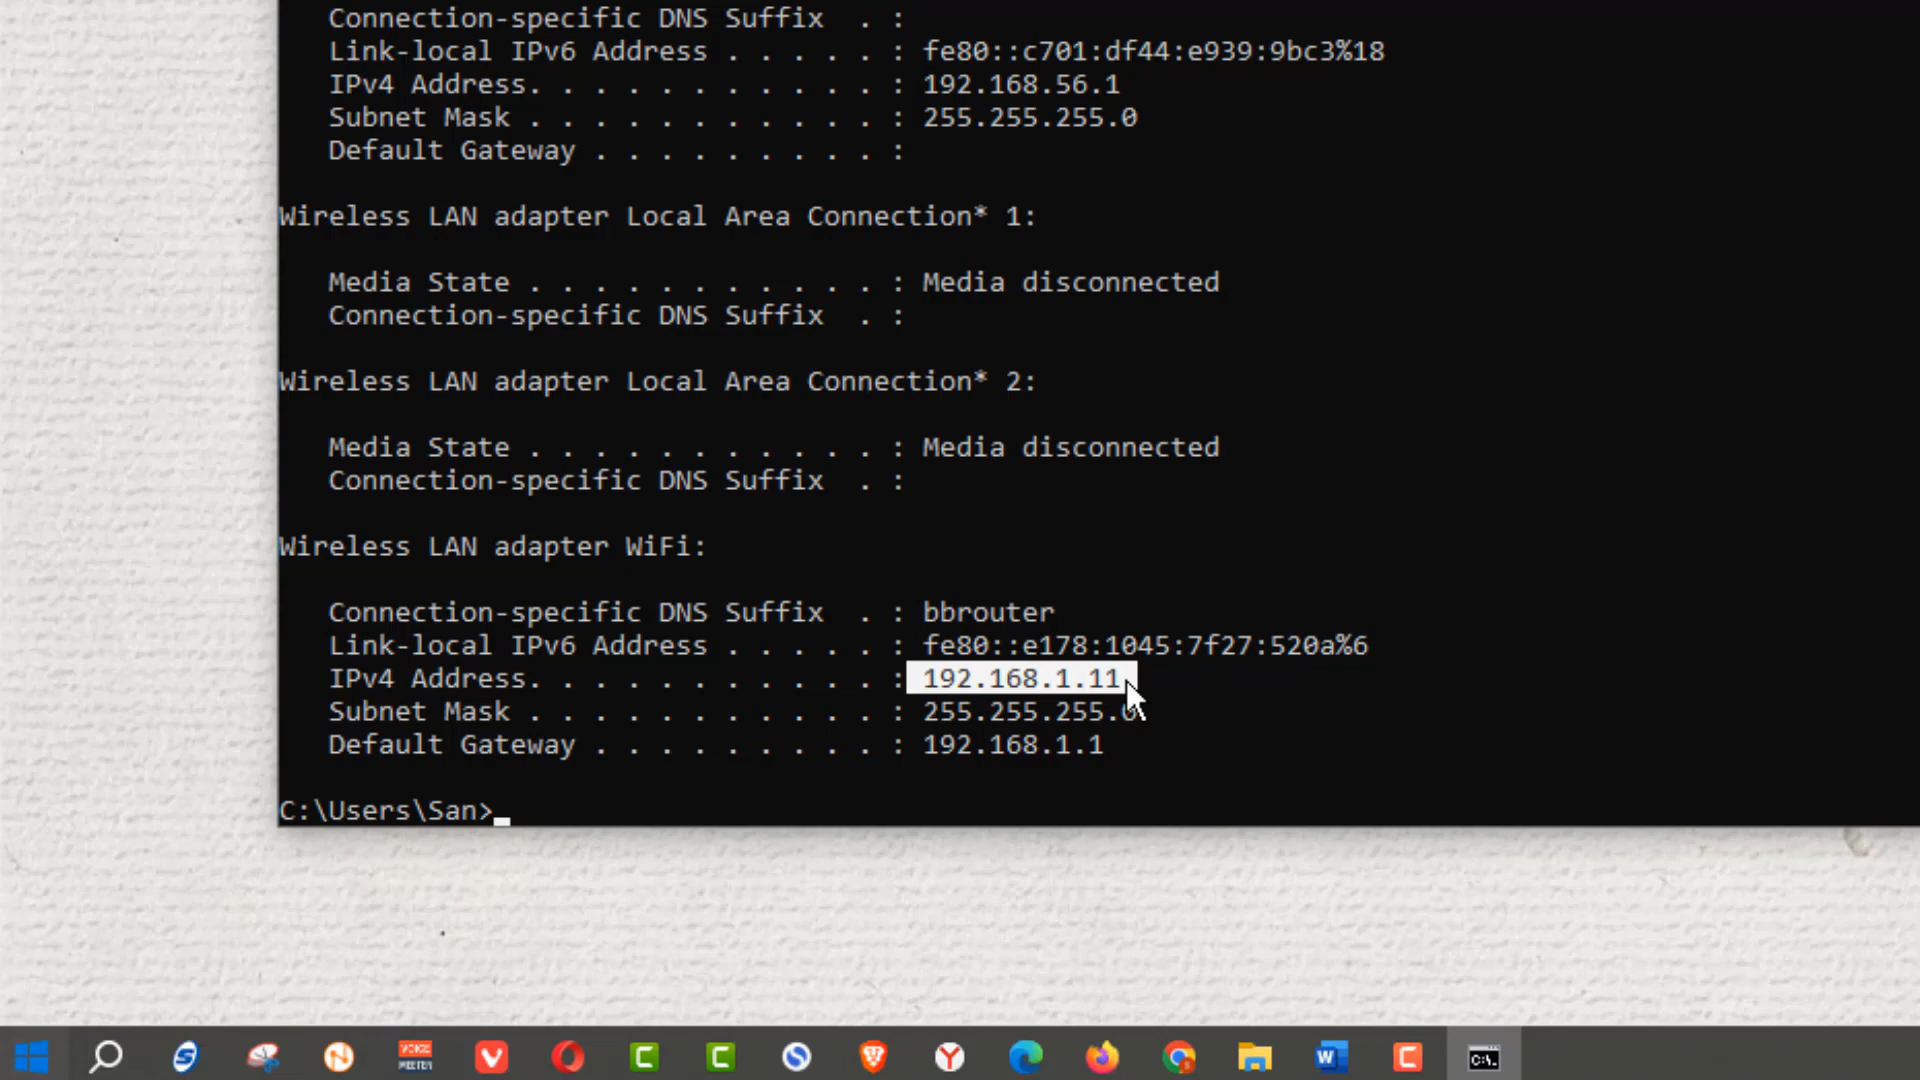 Connection-specific DNS Suffix  . :
Link-local IPv6 Address . . . . . : fe80::c701:df44:e939:9bc3%18
IPv4 Address. . . . . . . . . . . : 192.168.56.1
Subnet Mask . . . . . . . . . . . : 255.255.255.0
Default Gateway . . . . . . . . . :
Wireless LAN adapter Local Area Connection* 1:
Media State . . . . . . . . . . . : Media disconnected
Connection-specific DNS Suffix  . :
Wireless LAN adapter Local Area Connection* 2:
Media State . . . . . . . . . . . : Media disconnected
Connection-specific DNS Suffix  . :
Wireless LAN adapter WiFi:
Connection-specific DNS Suffix  . : bbrouter
Link-local IPv6 Address . . . . . : fe80::e178:1045:7f27:520a%6
IPv4 Address. . . . . . . . . . . : 192.168.1.11
Subnet Mask . . . . . . . . . . . : 255.255.255.0
Default Gateway . . . . . . . . . : 192.168.1.1
C:\Users\San>
VOICE
MEETER